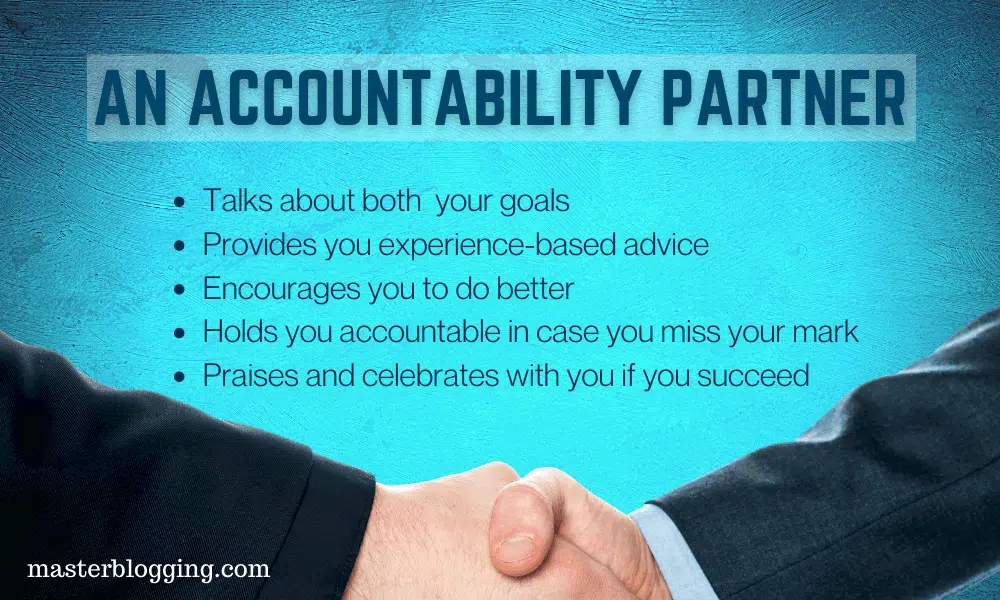 AN ACCOUNTABILITY PARTNER
• Talks about both  your goals
• Provides you experience-based advice
• Encourages you to do better
• Holds you accountable in case you miss your mark
• Praises and celebrates with you if you succeed
masterblogging.com